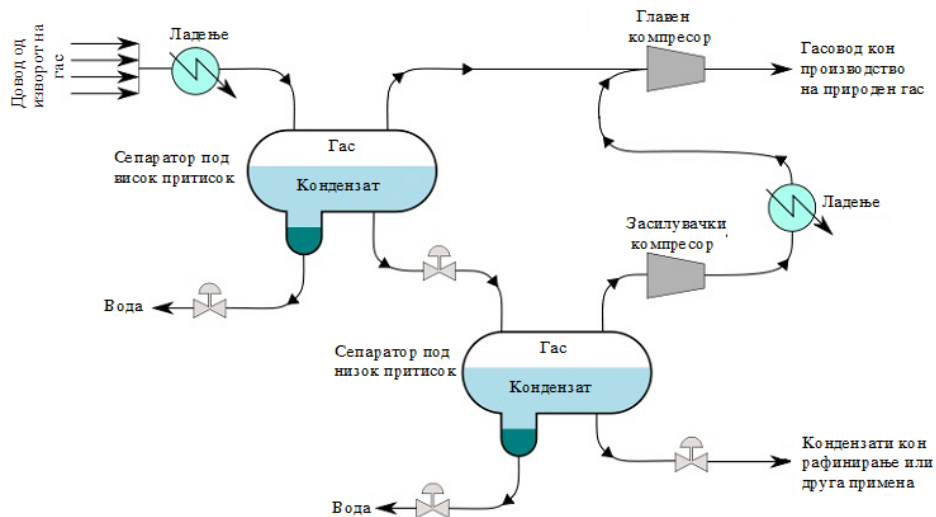 Довод од
изворот на
гас
Ладење
Главен
компресор
Гасовод кон
производство
на природен гас
Сепаратор под
висок притисок
Гас
Кондензат
Ладење
Засилувачки
компресор
Вода
Сепаратор под
низок притисок
Гас
Кондензат
Кондензати кон
рафинирање или
друга примена
Вода